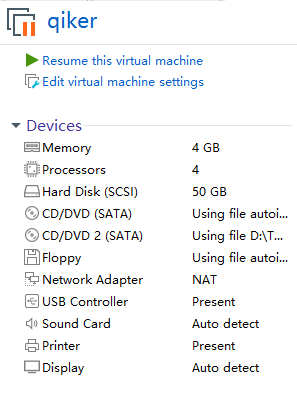 qiker
Resume this virtual machine
Edit virtual machine settings
Devices
Memory 4 GB
Processors 4
Hard Disk (SCSI) 50 GB
CD/DVD (SATA) Using file autoi...
CD/DVD 2 (SATA) Using file D:\T...
Floppy Using file autoi...
Network Adapter NAT
USB Controller Present
Sound Card Auto detect
Printer Present
Display Auto detect